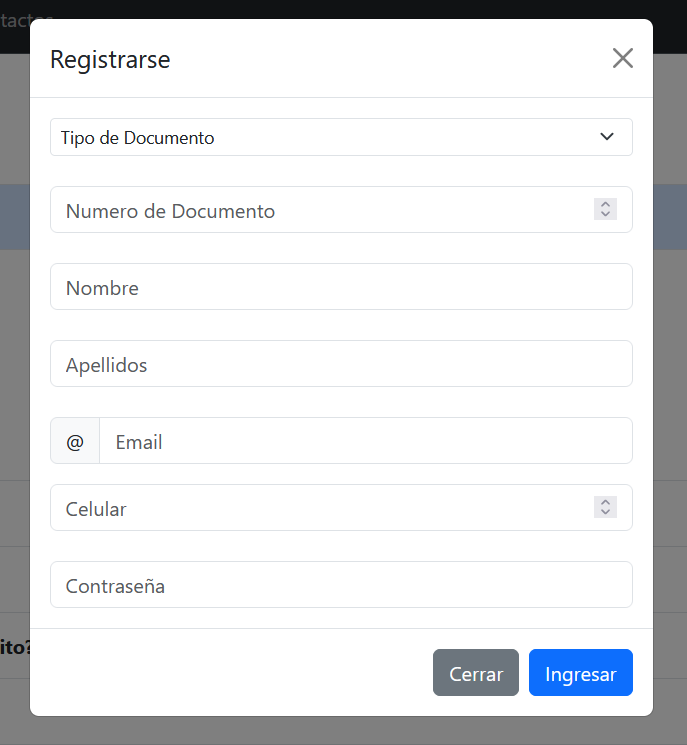 tactos
Registrarse
Tipo de Documento
Numero de Documento
Nombre
Apellidos
@ Email
Celular
Contraseña
ito?
Cerrar Ingresar